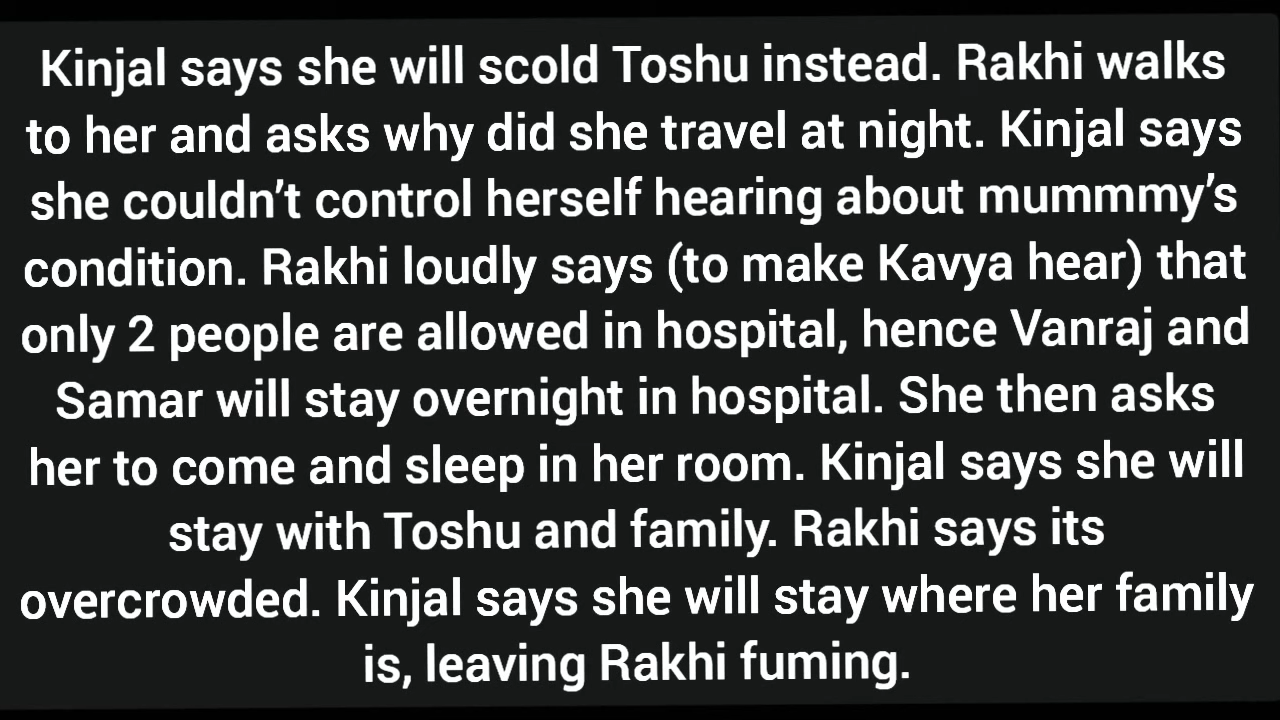 Kinjal says she will scold Toshu instead. Rakhi walks
to her and asks why did she travel at night. Kinjal says
she couldn’t control herself hearing about mummmy’s
condition. Rakhi loudly says (to make Kavya hear) that
only 2 people are allowed in hospital, hence Vanraj and
Samar will stay overnight in hospital. She then asks
her to come and sleep in her room. Kinjal says she will
stay with Toshu and family. Rakhi says its
overcrowded. Kinjal says she will stay where her family
is, leaving Rakhi fuming.